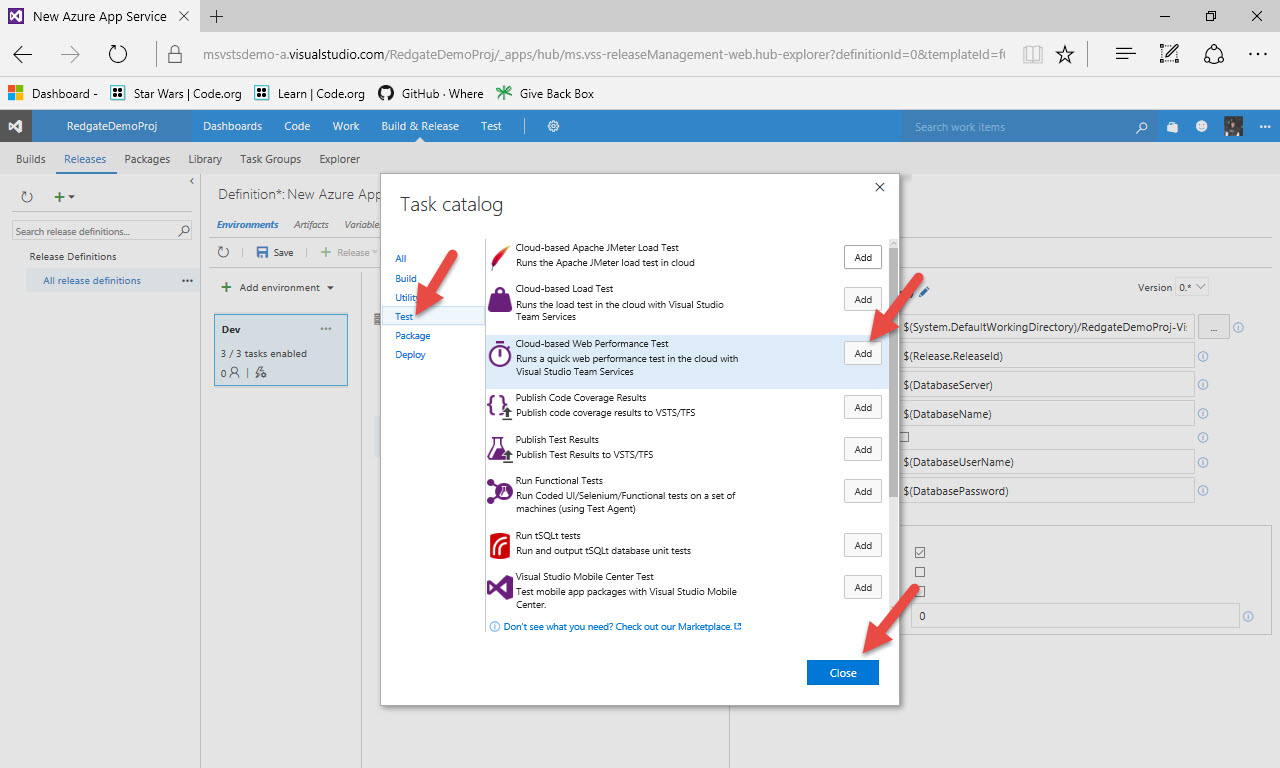 New Azure App Service
msvstsdemo-a.visualstudio.com/RedgateDemoProj/_apps/hub/ms.vss-releaseManagement-web.hub-explorer?definitionId=0&templateId=f
Dashboard - Star Wars | Code.org Learn | Code.org GitHub · Where Give Back Box
RedgateDemoProj Dashboards Code Work Build & Release Test Search work items
Builds Releases Packages Library Task Groups Explorer
Definition*: New Azure App
Search release definitions...
Environments Artifacts
Release Definitions
All release definitions
Save Release
Add environment
Dev
3 / 3 tasks enabled
0
Task catalog
All
Build
Utility
Test
Package
Deploy
Cloud-based Apache JMeter Load Test
Runs the Apache JMeter load test in cloud
Add
Cloud-based Load Test
Runs the load test in the cloud with Visual Studio
Team Services
Add
Cloud-based Web Performance Test
Runs a quick web performance test in the cloud with
Visual Studio Team Services
Add
Publish Code Coverage Results
Publish code coverage results to VSTS/TFS
Add
Publish Test Results
Publish Test Results to VSTS/TFS
Add
Run Functional Tests
Run Coded UI/Selenium/Functional tests on a set of
machines (using Test Agent)
Add
Run tSQLt tests
Run and output tSQLt database unit tests
Add
Visual Studio Mobile Center Test
Test mobile app packages with Visual Studio Mobile
Center.
Add
Don't see what you need? Check out our Marketplace.
Close
Version 0.*
$(System.DefaultWorkingDirectory)/RedgateDemoProj-Vi
...
$(Release.ReleaseId)
$(DatabaseServer)
$(DatabaseName)
$(DatabaseUserName)
$(DatabasePassword)
0